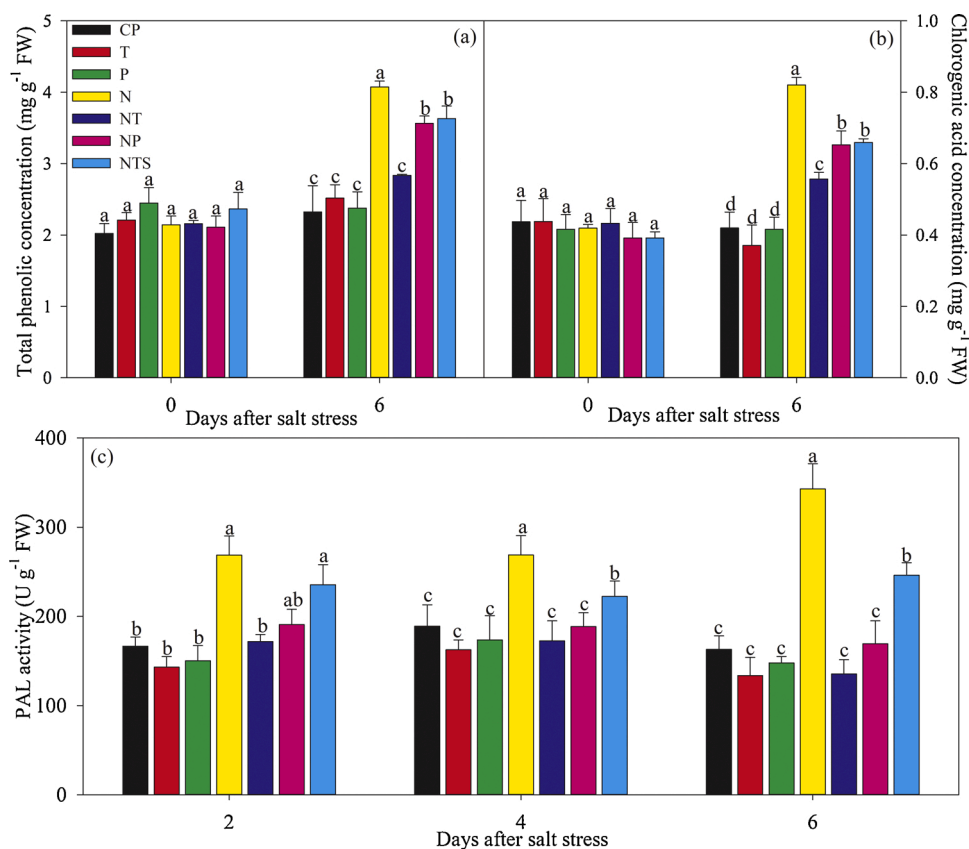 5
4
3
2
1
0
Total phenolic concentration (mg g⁻¹ FW)
CP
T
P
N
NT
NP
NTS
(a)
a a a a a a a
c c c a c b b
0 6
Days after salt stress
(b)
a a a a a a a
d d d a c b b
0 6
Days after salt stress
1.0
0.8
0.6
0.4
0.2
0.0
Chlorogenic acid concentration (mg g⁻¹ FW)
400
300
200
100
0
PAL activity (U g⁻¹ FW)
(c)
b b b a b ab a
c c c a c c b
c c c a c c b
2 4 6
Days after salt stress